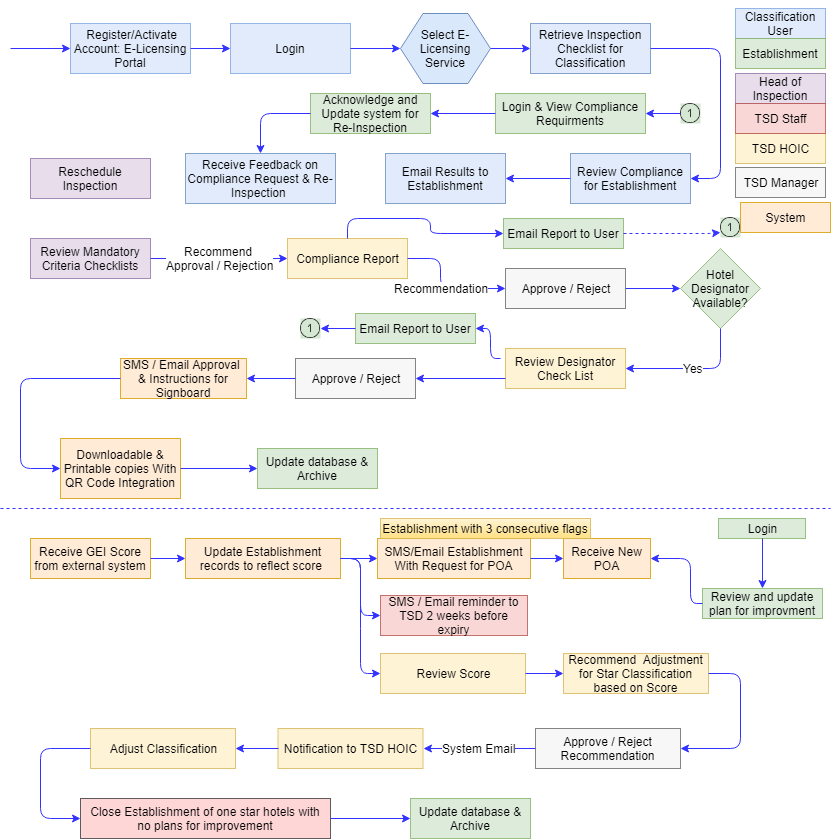 Register/Activate
Account: E-Licensing
Portal
Login
Select E-
Licensing
Service
Retrieve Inspection
Checklist for
Classification
Classification
User
Establishment
Head of
Inspection
TSD Staff
TSD HOIC
TSD Manager
System
Acknowledge and
Update system for
Re-Inspection
Login & View Compliance
Requirments
1
Reschedule
Inspection
Receive Feedback on
Compliance Request & Re-
Inspection
Email Results to
Establishment
Review Compliance
for Establishment
Review Mandatory
Criteria Checklists
Recommend
Approval / Rejection
Compliance Report
Email Report to User
1
Recommendation
Approve / Reject
Hotel
Designator
Available?
1
Email Report to User
Yes
Review Designator
Check List
Approve / Reject
SMS / Email Approval
& Instructions for
Signboard
Downloadable &
Printable copies With
QR Code Integration
Update database &
Archive
Establishment with 3 consecutive flags
Login
Receive GEI Score
from external system
Update Establishment
records to reflect score
SMS/Email Establishment
With Request for POA
Receive New
POA
Review and update
plan for improvment
SMS / Email reminder to
TSD 2 weeks before
expiry
Review Score
Recommend Adjustment
for Star Classification
based on Score
Adjust Classification
Notification to TSD HOIC
System Email
Approve / Reject
Recommendation
Close Establishment of one star hotels with
no plans for improvement
Update database &
Archive